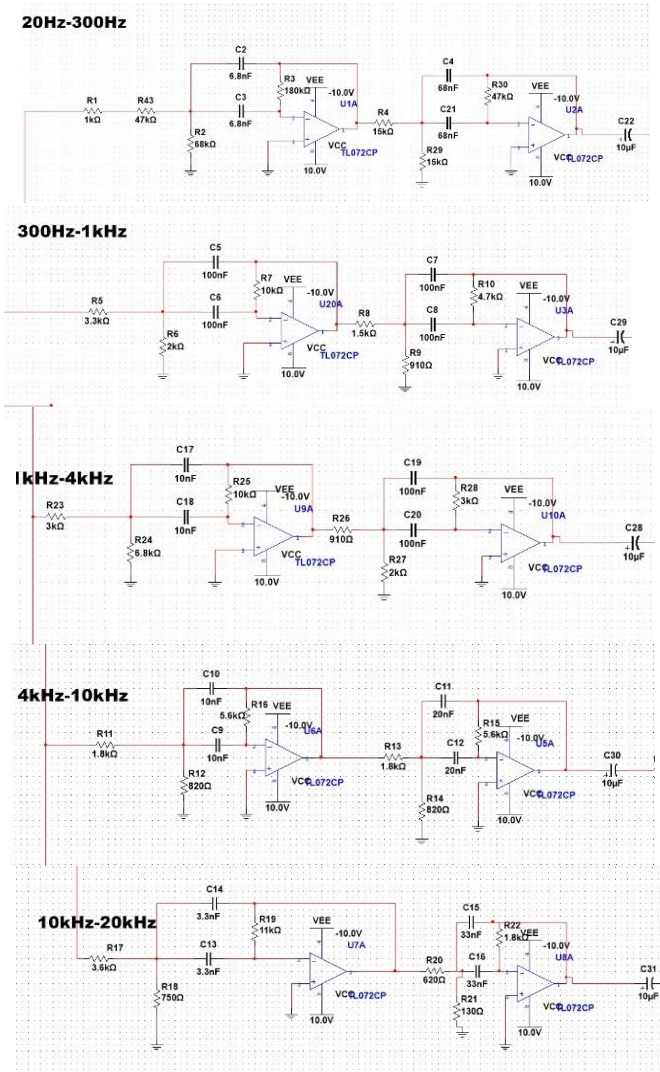 20Hz-300Hz
C2
6.8nF
R3
180kΩ
VEE
-10.0V
U1A
C4
68nF
R30
47kΩ
VEE
-10.0V
U2A
R1
1kΩ
R43
47kΩ
C3
6.8nF
R4
15kΩ
C21
68nF
C22
10µF
R2
68kΩ
VCC
TL072CP
10.0V
R29
15kΩ
VCC
TL072CP
10.0V
300Hz-1kHz
C5
100nF
R7
10kΩ
VEE
-10.0V
U20A
C7
100nF
R10
4.7kΩ
VEE
-10.0V
U3A
R5
3.3kΩ
C6
100nF
R8
1.5kΩ
C8
100nF
C29
10µF
R6
2kΩ
VCC
TL072CP
10.0V
R9
910Ω
VCC
TL072CP
10.0V
1kHz-4kHz
C17
10nF
R25
10kΩ
VEE
-10.0V
U9A
C19
100nF
R28
3kΩ
VEE
-10.0V
U10A
R23
3kΩ
C18
10nF
R26
910Ω
C20
100nF
C28
10µF
R24
6.8kΩ
VCC
TL072CP
10.0V
R27
2kΩ
VCC
TL072CP
10.0V
4kHz-10kHz
C10
10nF
R16
5.6kΩ
VEE
-10.0V
U6A
C11
20nF
R15
5.6kΩ
VEE
-10.0V
U5A
R11
1.8kΩ
C9
10nF
R13
1.8kΩ
C12
20nF
C30
10µF
R12
820Ω
VCC
TL072CP
10.0V
R14
820Ω
VCC
TL072CP
10.0V
10kHz-20kHz
C14
3.3nF
R19
11kΩ
VEE
-10.0V
U7A
C15
33nF
R22
1.8kΩ
VEE
-10.0V
U8A
R17
3.6kΩ
C13
3.3nF
R20
620Ω
C16
33nF
C31
10µF
R18
750Ω
VCC
TL072CP
10.0V
R21
130Ω
VCC
TL072CP
10.0V